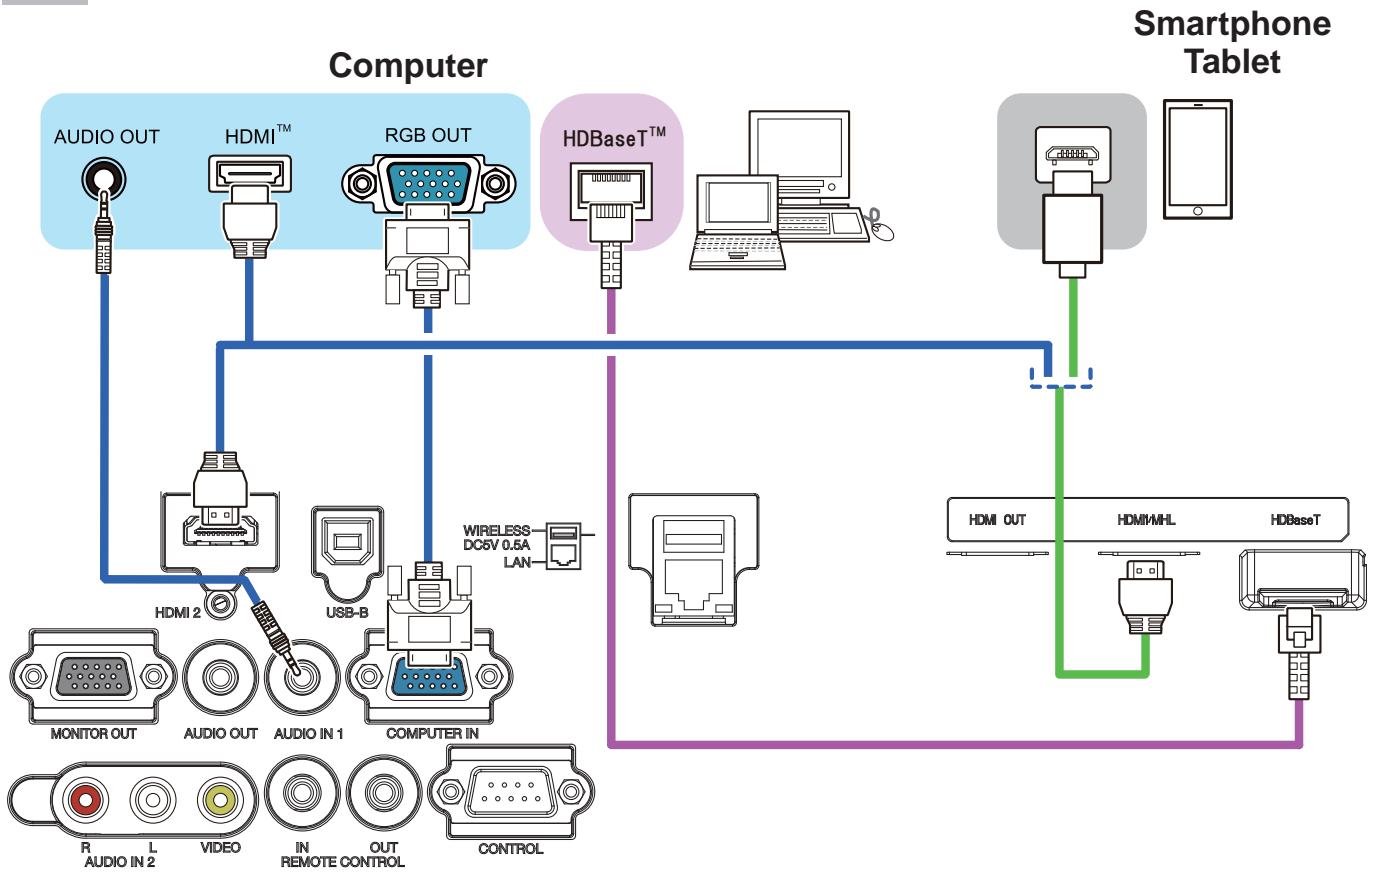 Smartphone
Tablet
Computer
AUDIO OUT
HDMI™
RGB OUT
HDBaseT™
WIRELESS
DC5V 0.5A
LAN
HDMI OUT
HDMI1/MHL
HDBaseT
HDMI 2
USB-B
MONITOR OUT
AUDIO OUT
AUDIO IN 1
COMPUTER IN
R
L
VIDEO
AUDIO IN 2
IN
OUT
REMOTE CONTROL
CONTROL